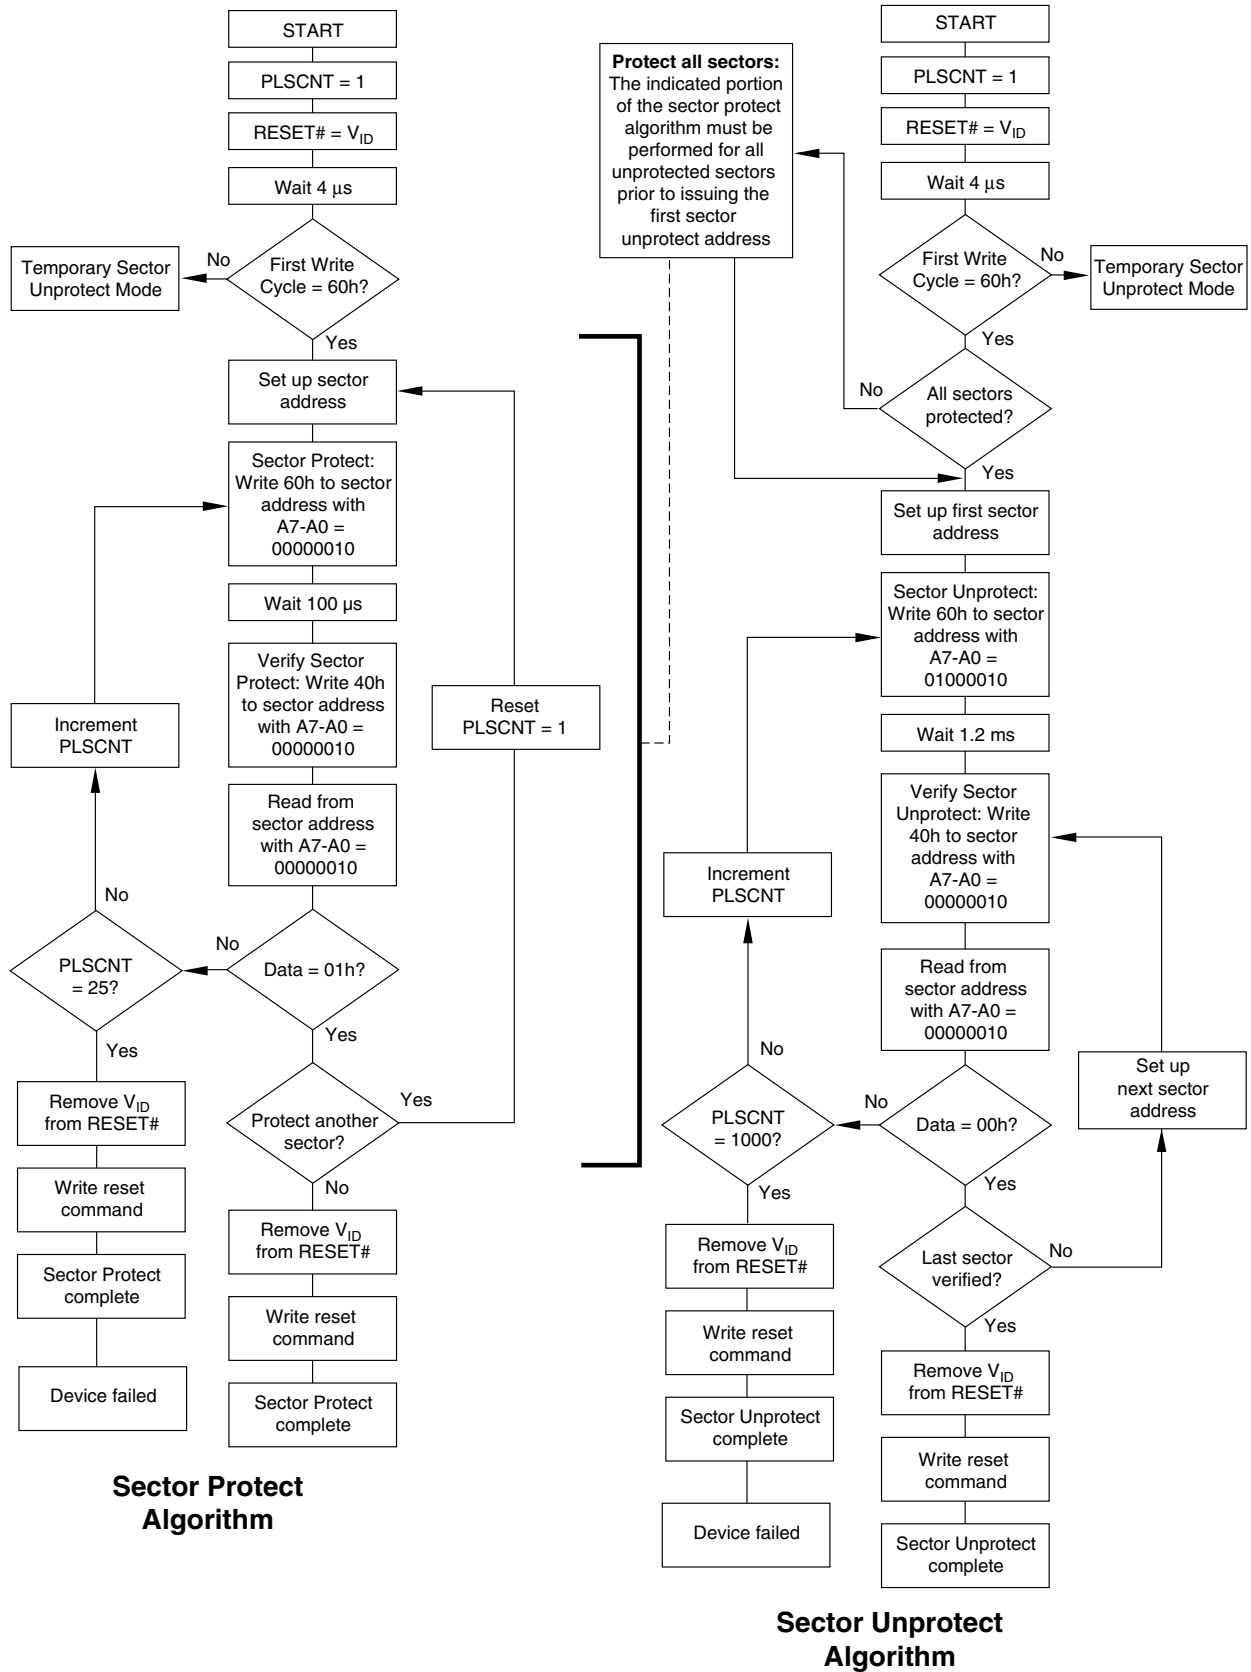 START
PLSCNT = 1
RESET# = VID
Wait 4 μs
First Write
Cycle = 60h?
No
Temporary Sector
Unprotect Mode
Yes
Set up sector
address
Sector Protect:
Write 60h to sector
address with
A7-A0 =
00000010
Wait 100 µs
Verify Sector
Protect: Write 40h
to sector address
with A7-A0 =
00000010
Read from
sector address
with A7-A0 =
00000010
Data = 01h?
No
PLSCNT
= 25?
No
Increment
PLSCNT
Yes
Remove VID
from RESET#
Write reset
command
Sector Protect
complete
Device failed
Yes
Protect another
sector?
Yes
Reset
PLSCNT = 1
No
Remove VID
from RESET#
Write reset
command
Sector Protect
complete
Sector Protect
Algorithm
Protect all sectors:
The indicated portion
of the sector protect
algorithm must be
performed for all
unprotected sectors
prior to issuing the
first sector
unprotect address
START
PLSCNT = 1
RESET# = VID
Wait 4 μs
First Write
Cycle = 60h?
No
Temporary Sector
Unprotect Mode
Yes
All sectors
protected?
No
Yes
Set up first sector
address
Sector Unprotect:
Write 60h to sector
address with
A7-A0 =
01000010
Wait 1.2 ms
Verify Sector
Unprotect: Write
40h to sector
address with
A7-A0 =
00000010
Read from
sector address
with A7-A0 =
00000010
Data = 00h?
No
PLSCNT
= 1000?
No
Increment
PLSCNT
Yes
Remove VID
from RESET#
Write reset
command
Sector Unprotect
complete
Device failed
Yes
Last sector
verified?
No
Set up
next sector
address
Yes
Remove VID
from RESET#
Write reset
command
Sector Unprotect
complete
Sector Unprotect
Algorithm